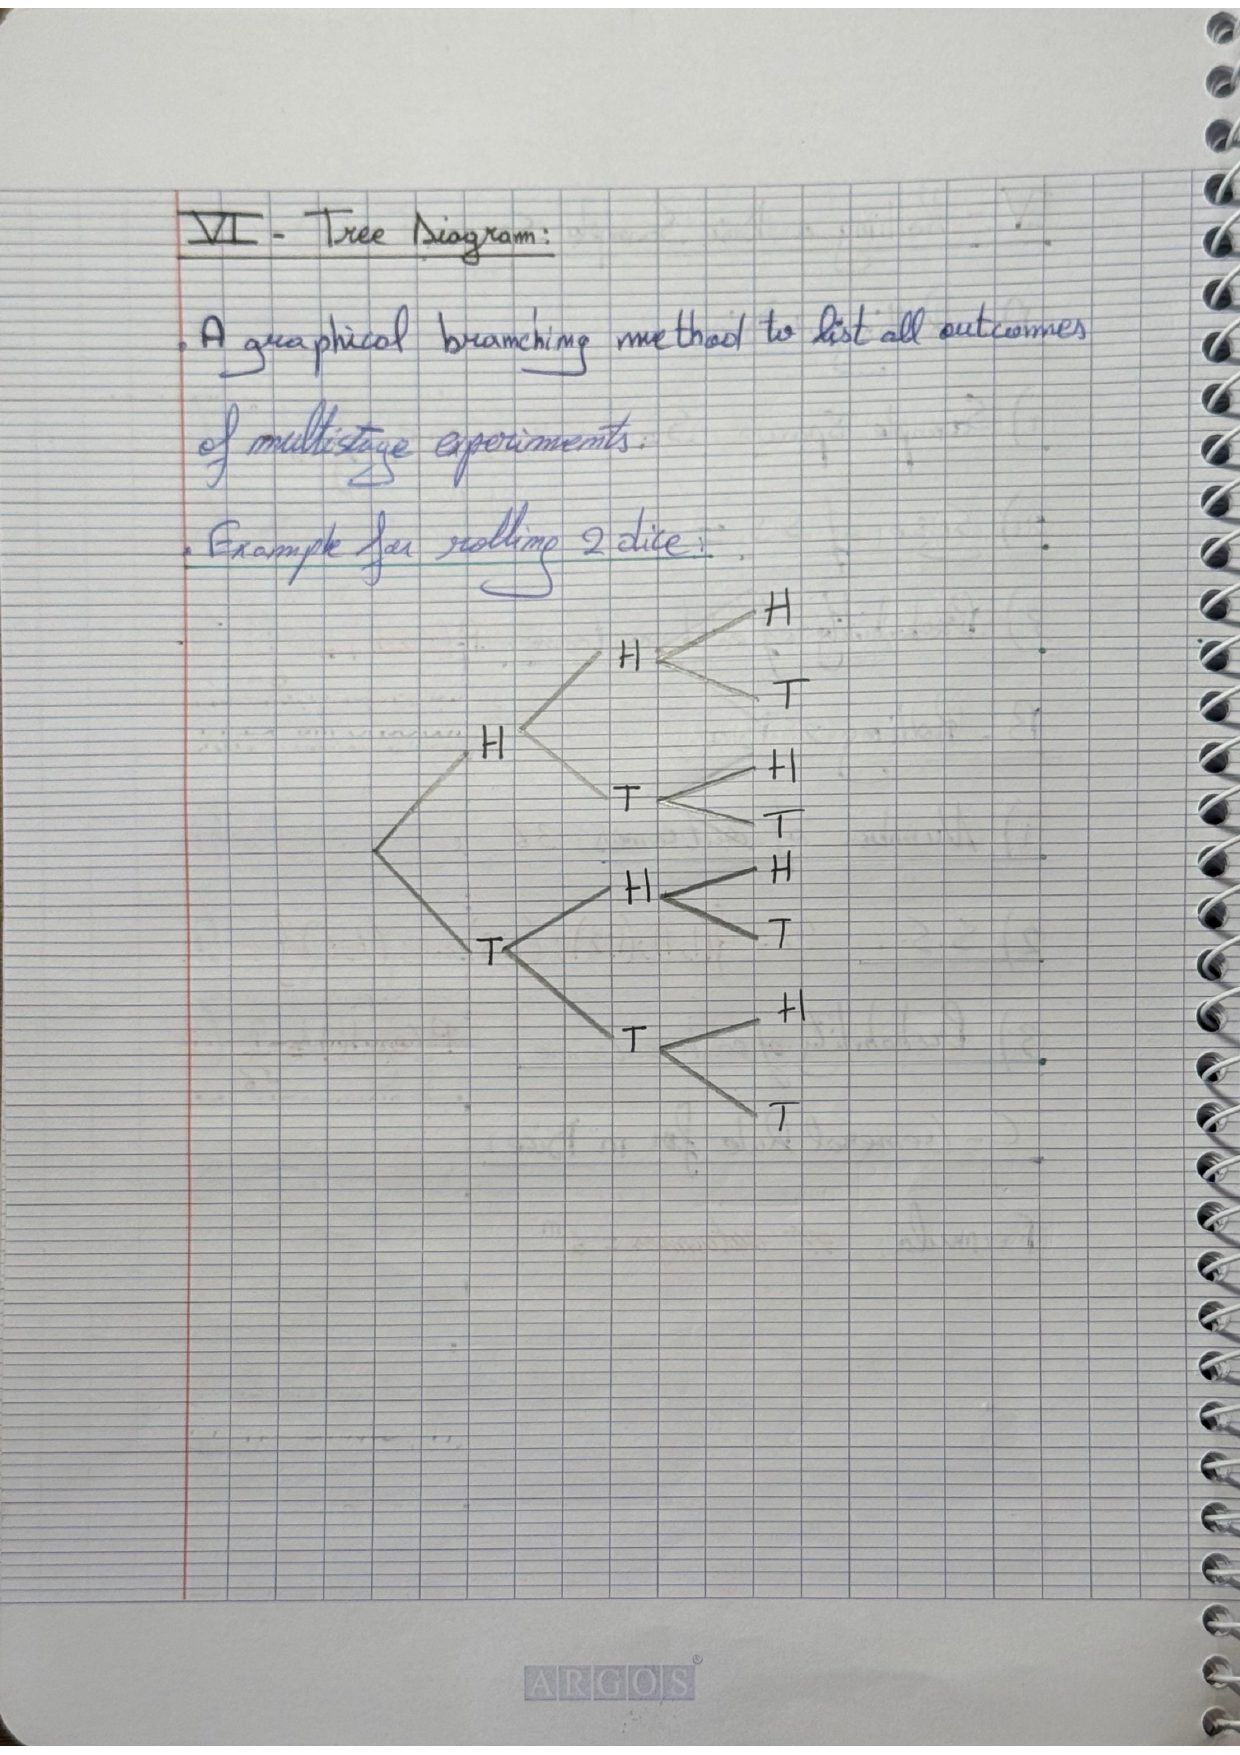 VI - Tree Diagram:
. A graphical branching method to list all outcomes
of multistage experiments.
. Example for rolling 2 dice:
H
H
T
H
H
T
T
H
H
T
T
H
T
T
ARGOS®